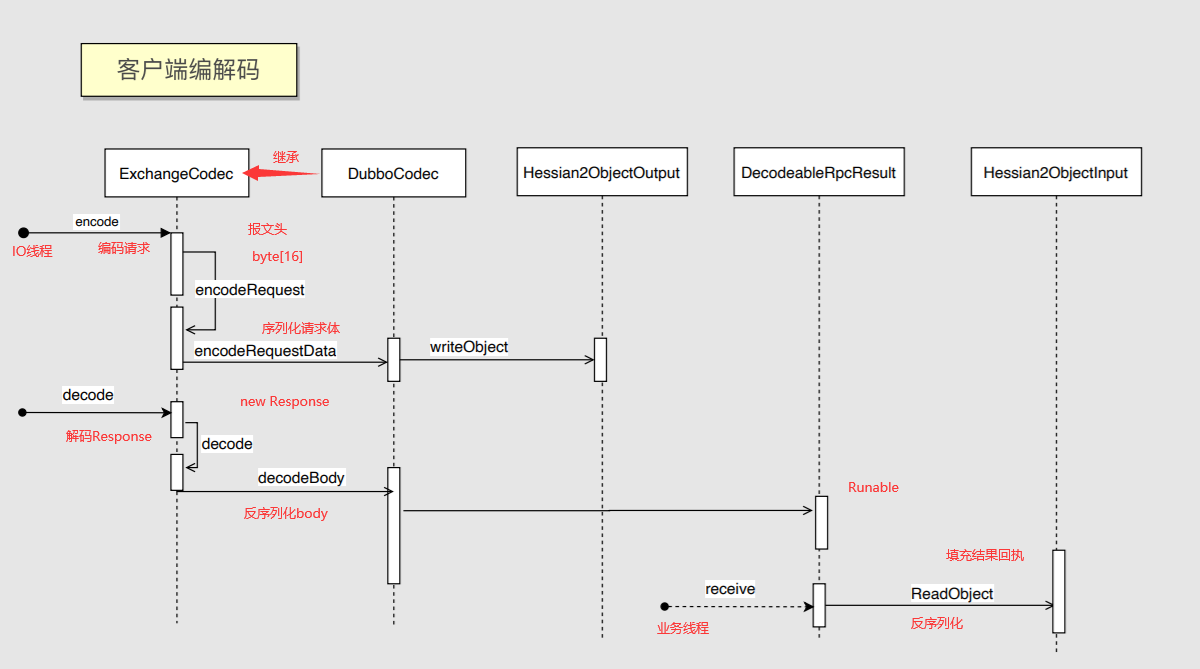 客户端编解码
继承
ExchangeCodec
DubboCodec
Hessian2ObjectOutput
DecodeableRpcResult
Hessian2ObjectInput
encode
IO线程
编码请求
报文头
byte[16]
encodeRequest
序列化请求体
encodeRequestData
writeObject
decode
new Response
解码Response
decode
decodeBody
反序列化body
Runable
填充结果回执
receive
ReadObject
业务线程
反序列化